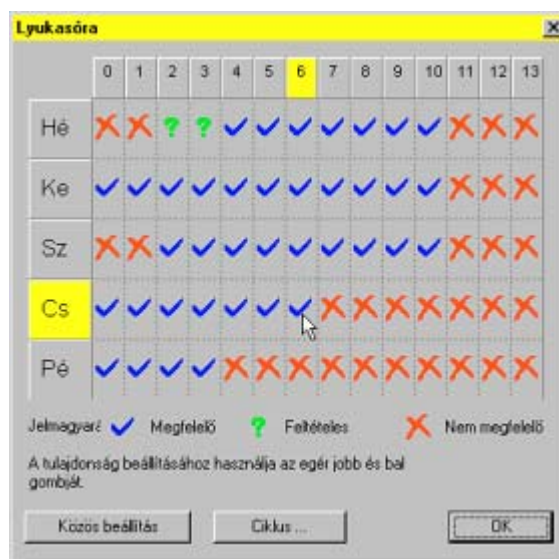 Lyukasóra
0 1 2 3 4 5 6 7 8 9 10 11 12 13
Hé
Ke
Sz
Cs
Pé
Jelmagyará Megfelelő ? Feltételes Nem megfelelő
A tulajdonság beállításához használja az egér jobb és bal
gombját.
Közös beállítás Ciklus ... OK